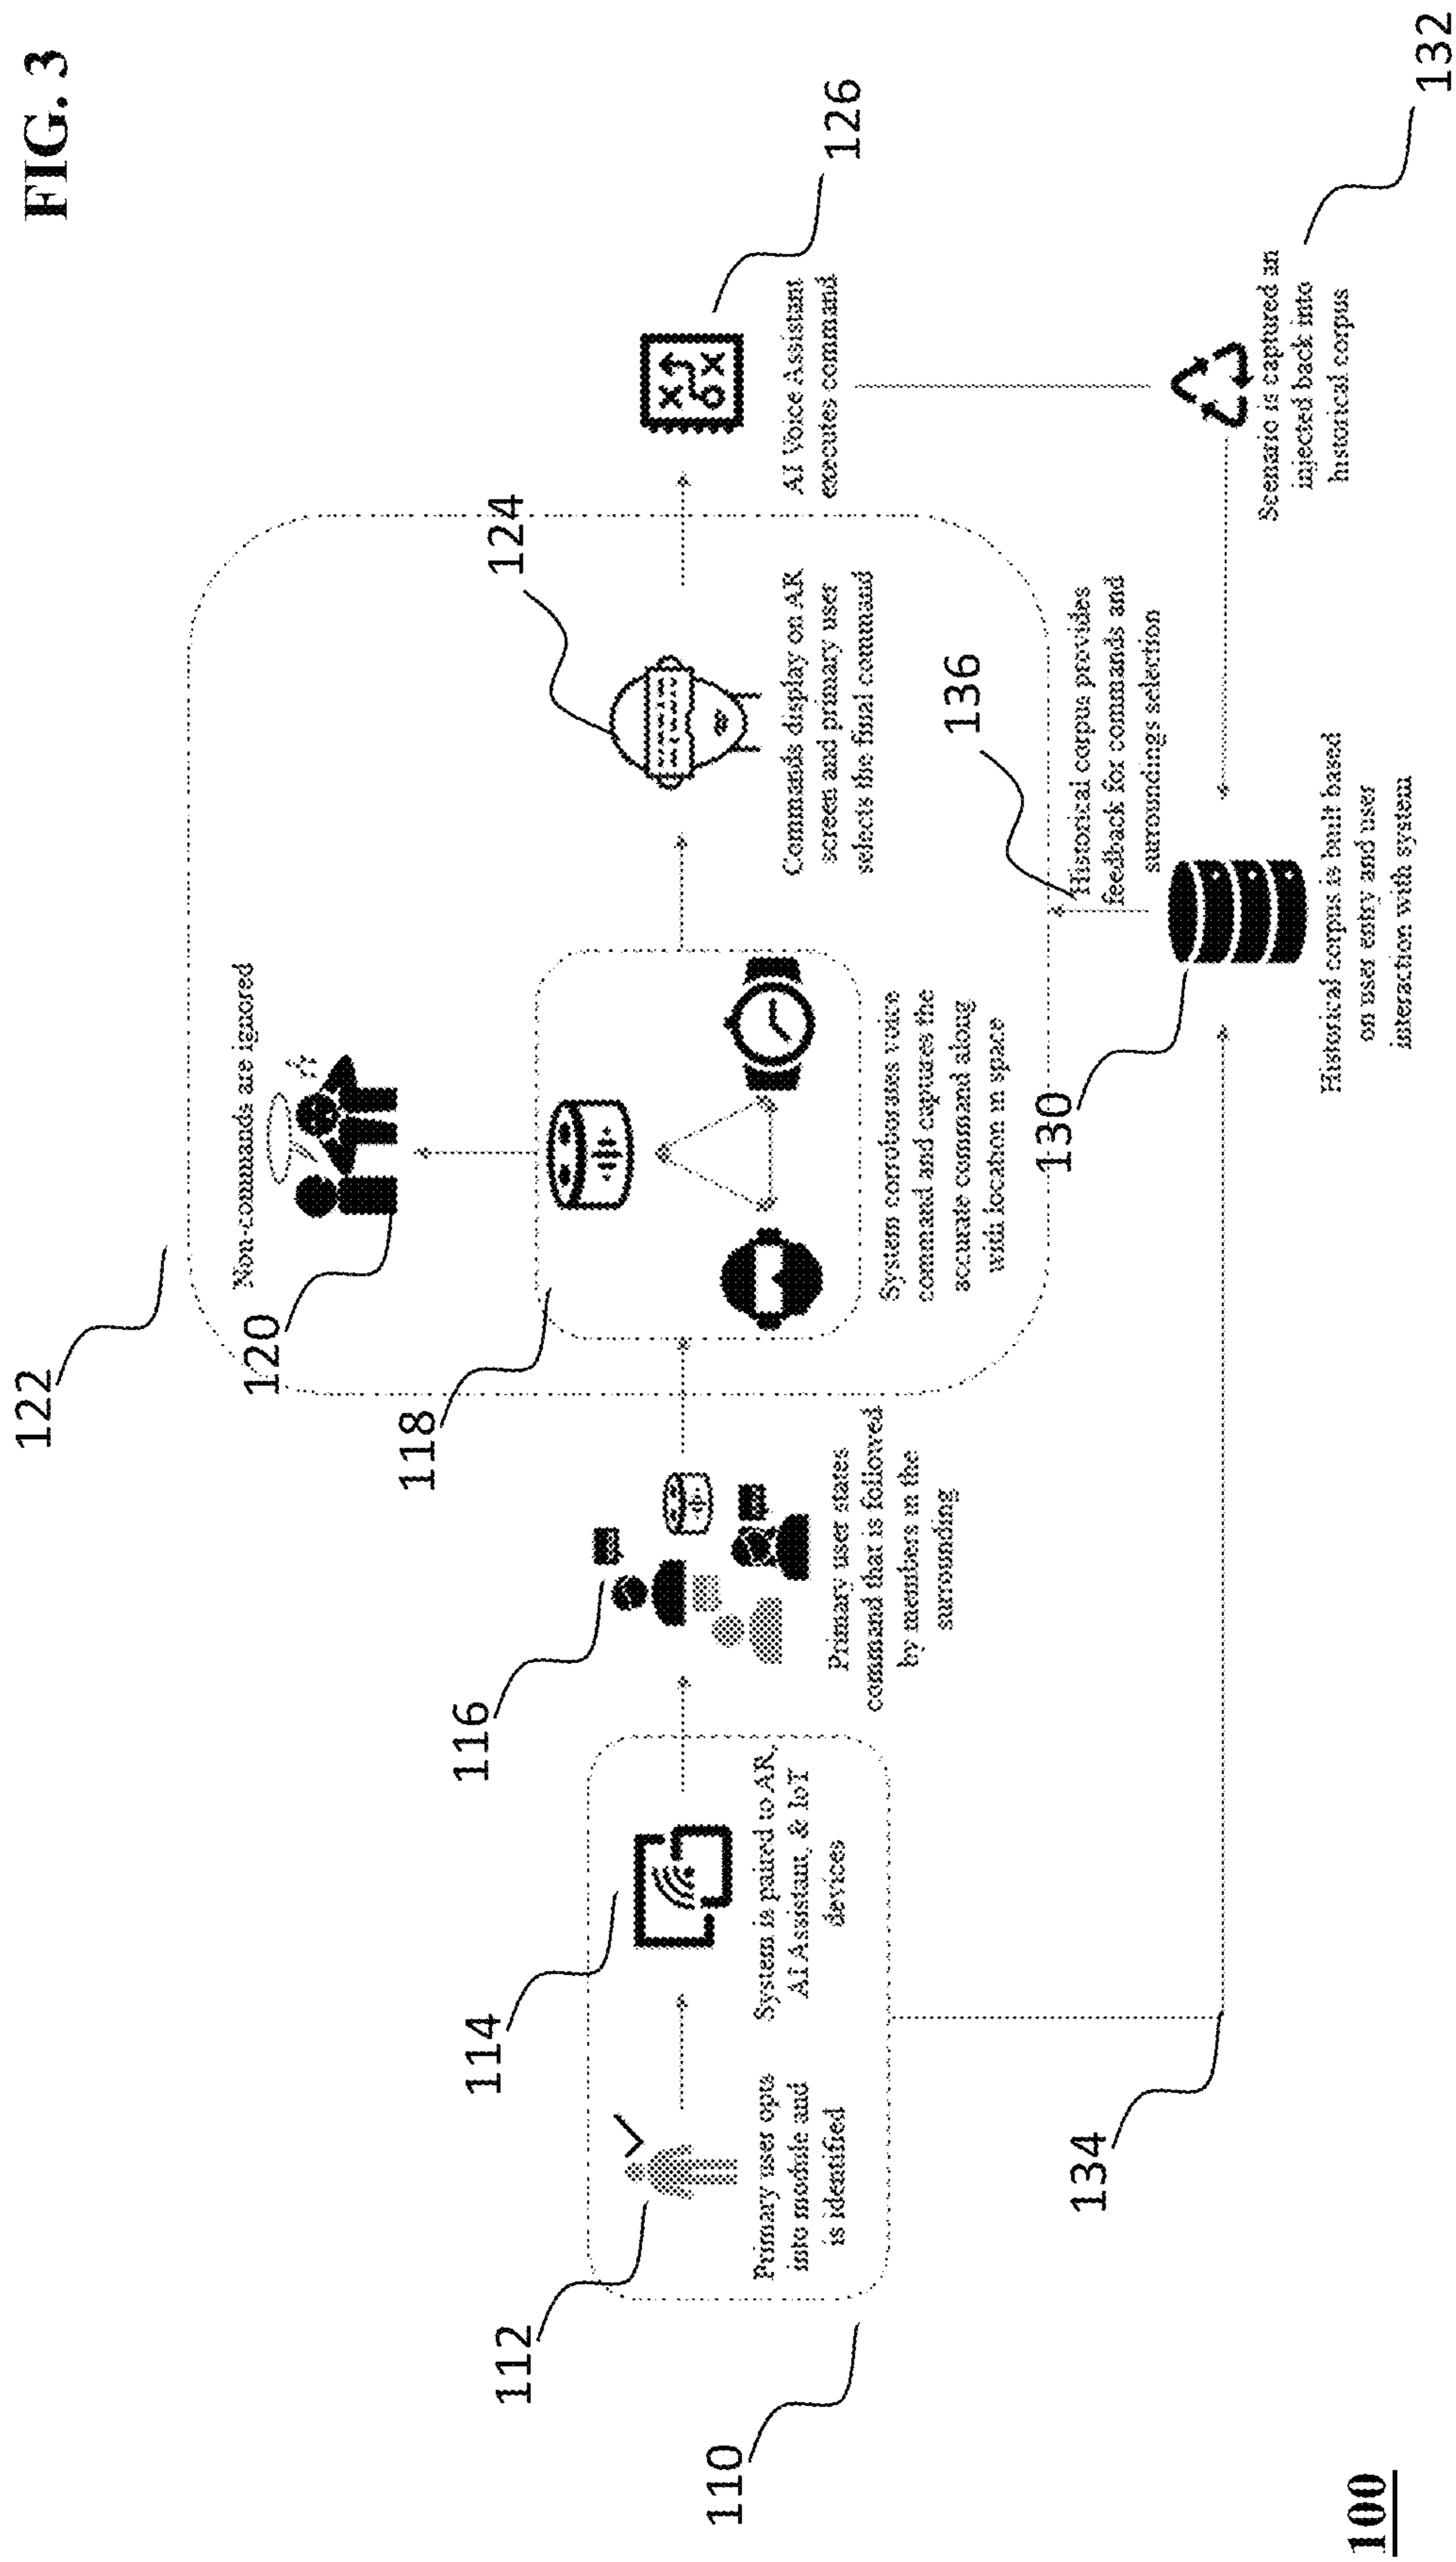 FIG. 3
122
120
Non-commands are ignored
118
124
126
116
114
112
110
Primary user opts
into module and
is identified
System is paired to AR,
AI Assistant, & IoT
devices
Primary user states
command that is followed
by members in the
surrounding
System corroborates voice
command and captures the
accurate command along
with location in space
Commands display on AR
screen and primary user
selects the final command
AI Voice Assistant
executes command
136
Historical corpus provides
feedback for commands and
surroundings selection
134
130
Historical corpus is built based
on user entry and user
interaction with system
132
Scenario is captured an
injected back into
historical corpus
100